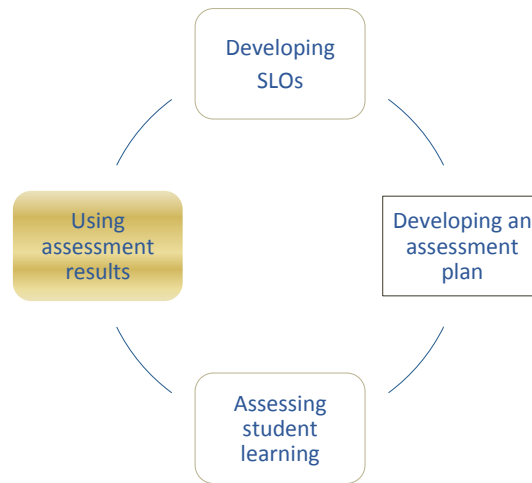 Developing
SLOs
Using
assessment
results
Developing an
assessment
plan
Assessing
student
learning